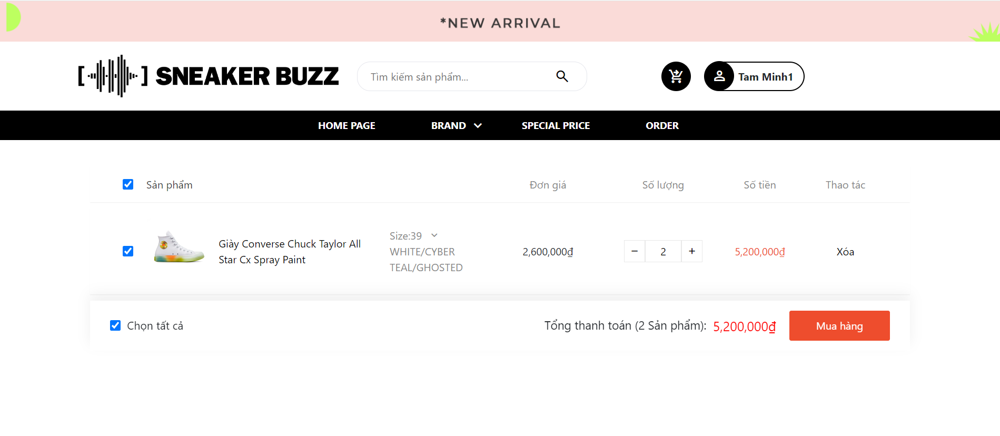 *NEW ARRIVAL
SNEAKER BUZZ
Tìm kiếm sản phẩm...
Tam Minh1
HOME PAGE BRAND SPECIAL PRICE ORDER
Sản phẩm Đơn giá Số lượng Số tiền Thao tác
Giày Converse Chuck Taylor All
Star Cx Spray Paint
Size:39
WHITE/CYBER
TEAL/GHOSTED
2,600,000₫ − 2 + 5,200,000₫ Xóa
Chọn tất cả Tổng thanh toán (2 Sản phẩm): 5,200,000₫ Mua hàng